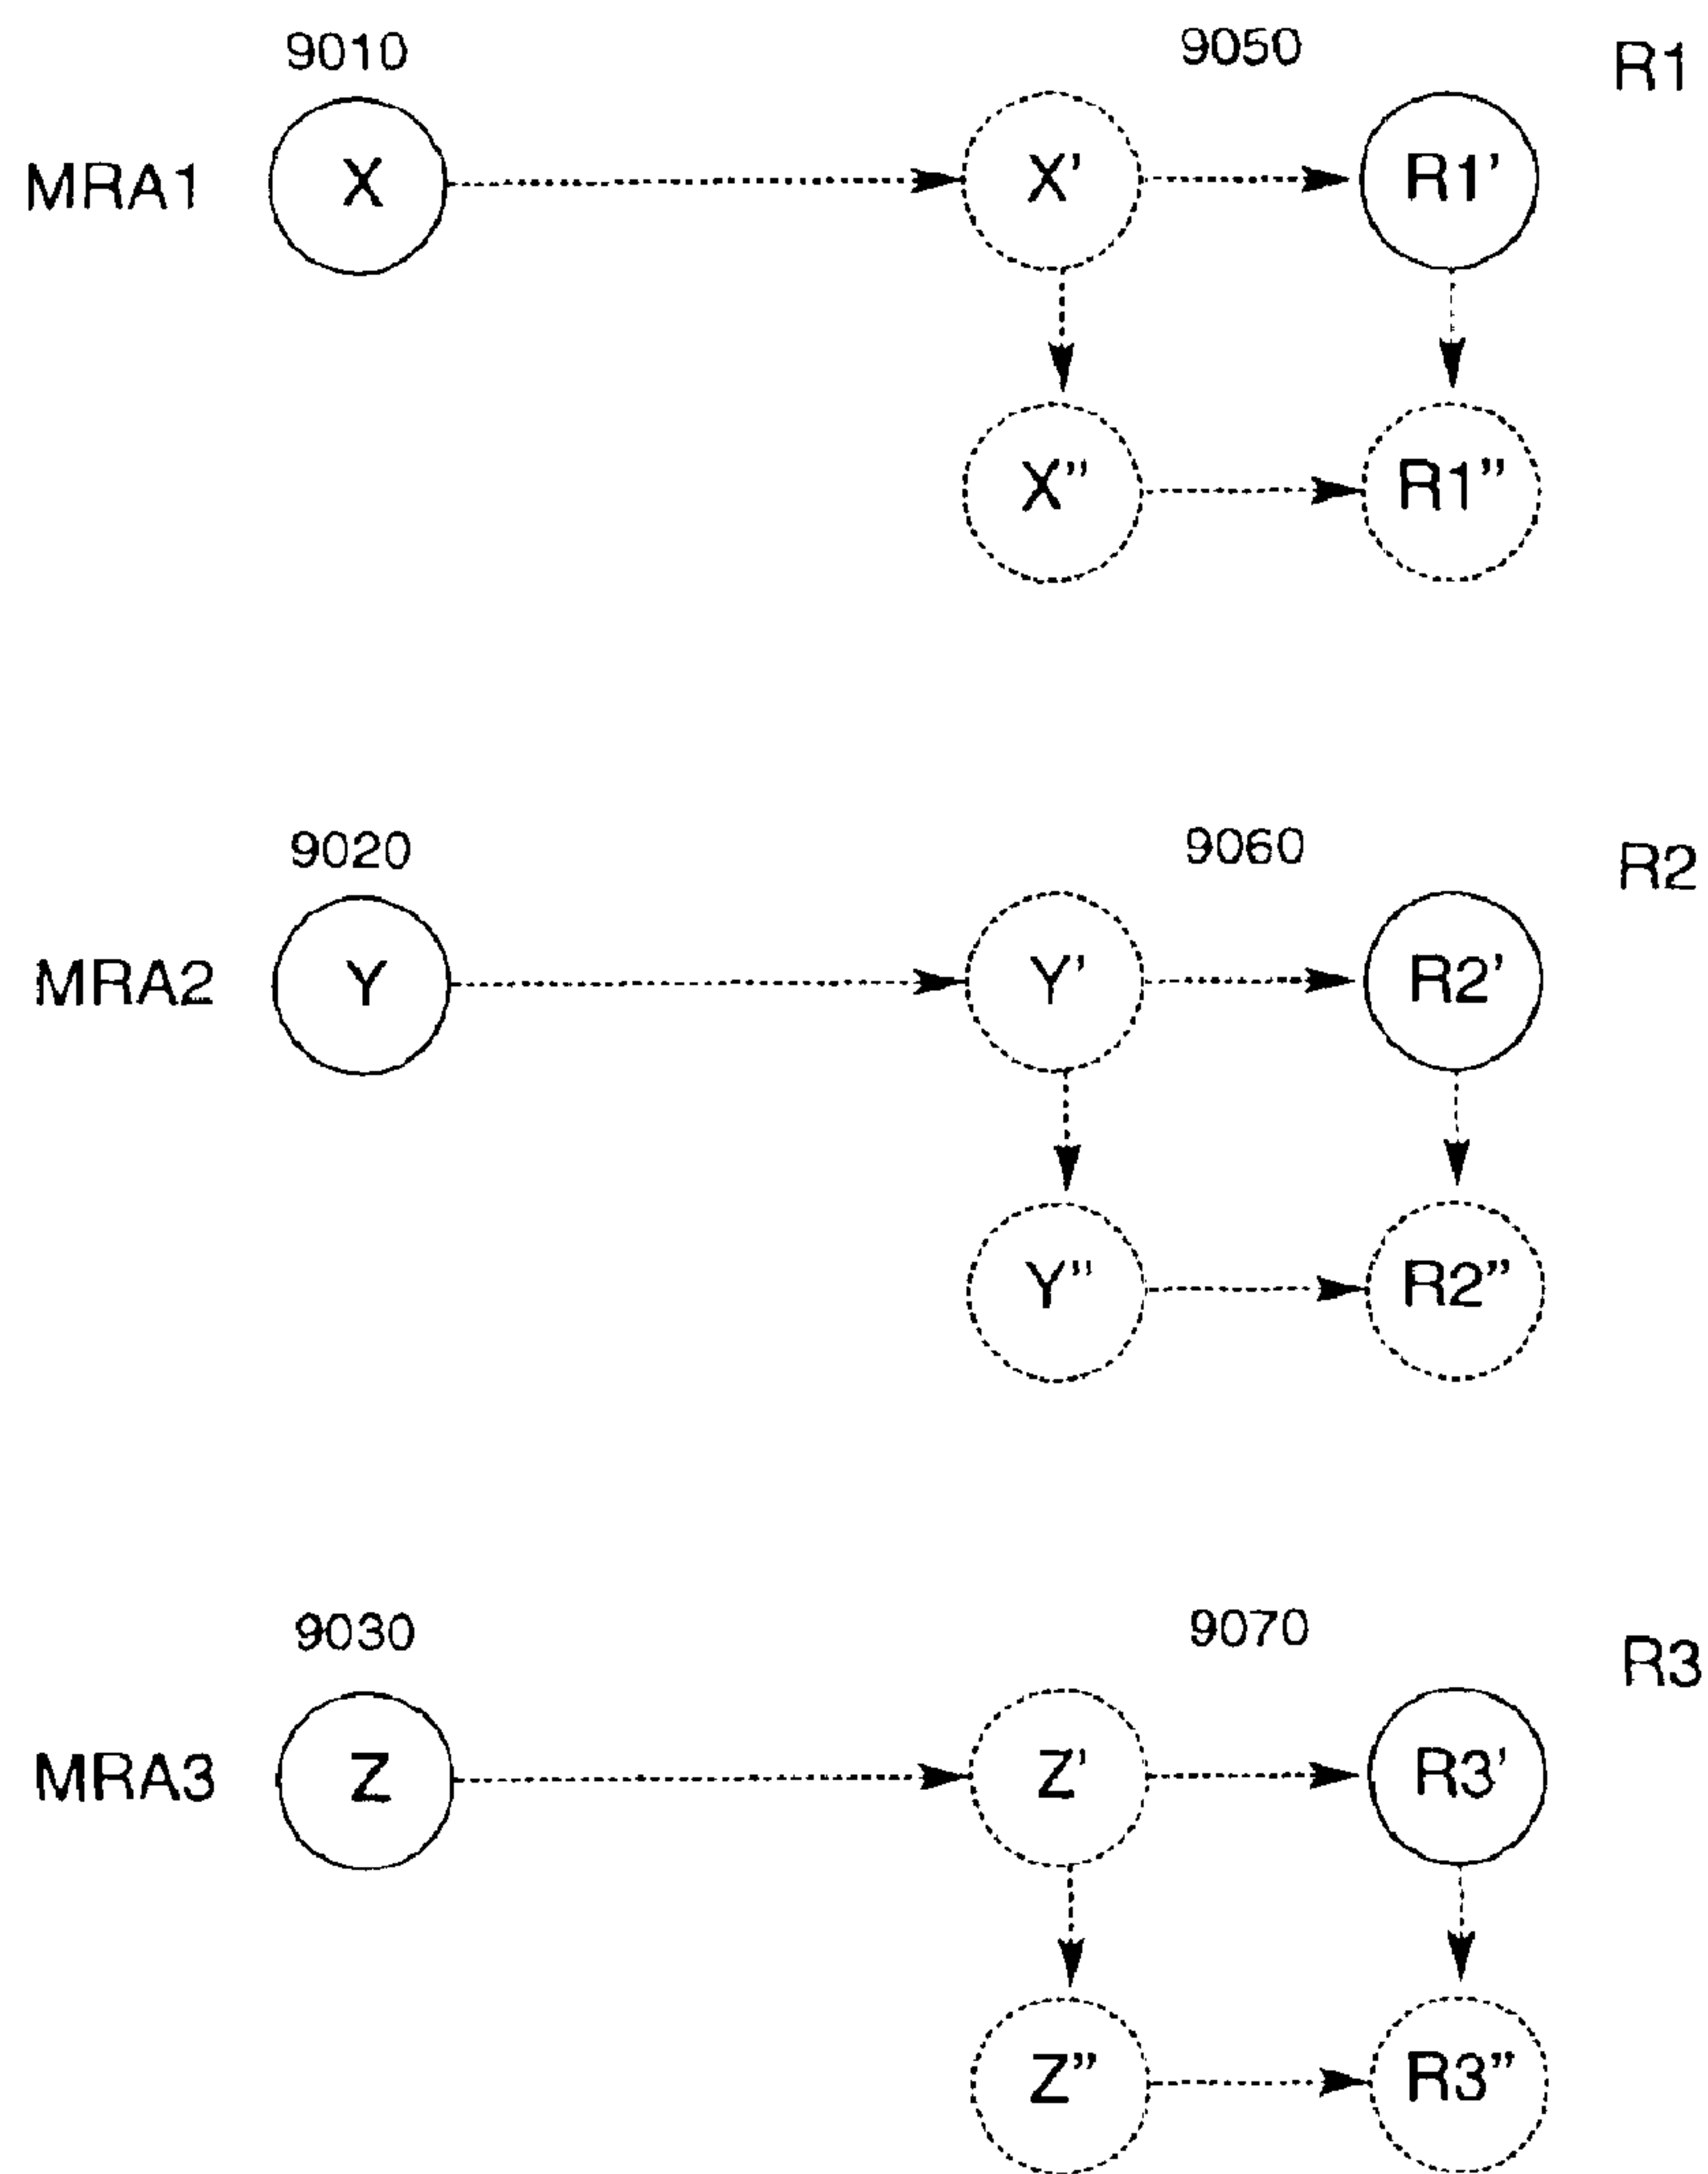 9010 9050 R1
MRA1 X X' R1'
X" R1"
9020 9060 R2
MRA2 Y Y' R2'
Y" R2"
9030 9070 R3
MRA3 Z Z' R3'
Z" R3"